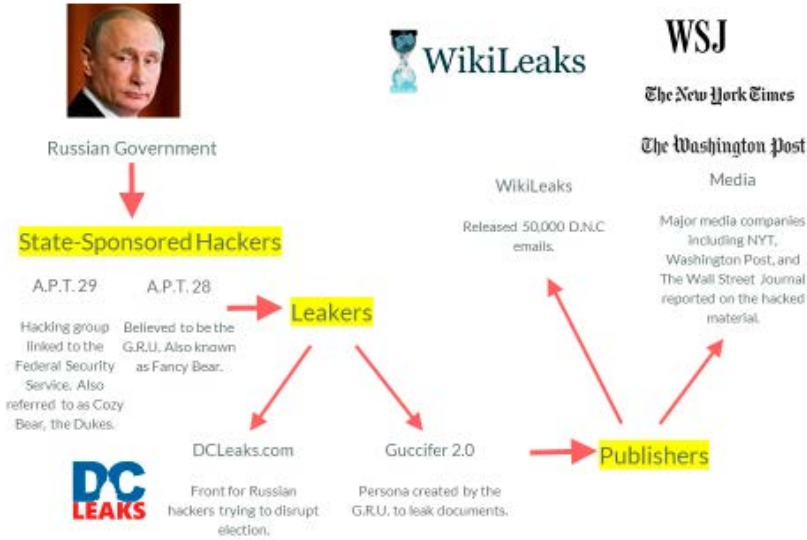 WikiLeaks
WSJ
The New York Times
The Washington Post
Russian Government
State-Sponsored Hackers
A.P.T. 29
Hacking group
linked to the
Federal Security
Service. Also
referred to as Cozy
Bear, the Dukes.
A.P.T. 28
Believed to be the
G.R.U. Also known
as Fancy Bear.
Leakers
DC
LEAKS
DCLeaks.com
Front for Russian
hackers trying to disrupt
election.
Guccifer 2.0
Persona created by the
G.R.U. to leak documents.
Publishers
WikiLeaks
Released 50,000 D.N.C
emails.
Media
Major media companies
including NYT,
Washington Post, and
The Wall Street Journal
reported on the hacked
material.